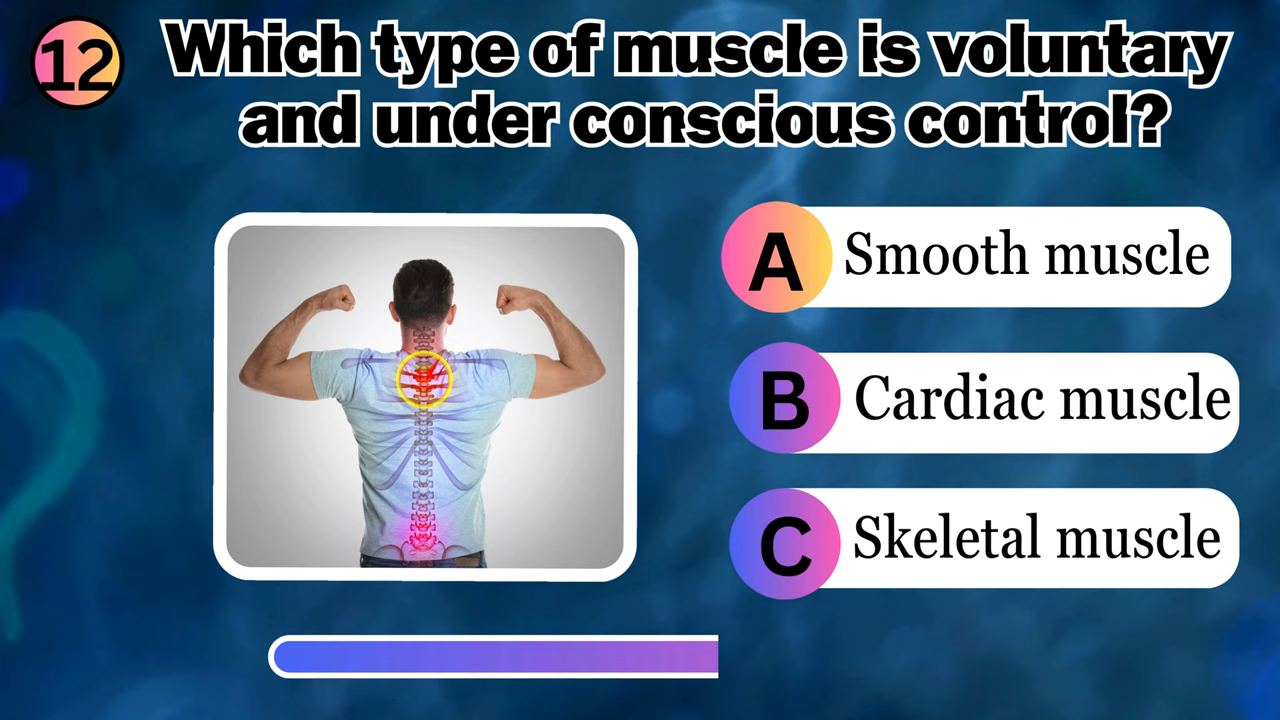 12
Which type of muscle is voluntary
and under conscious control?
A Smooth muscle
B Cardiac muscle
C Skeletal muscle